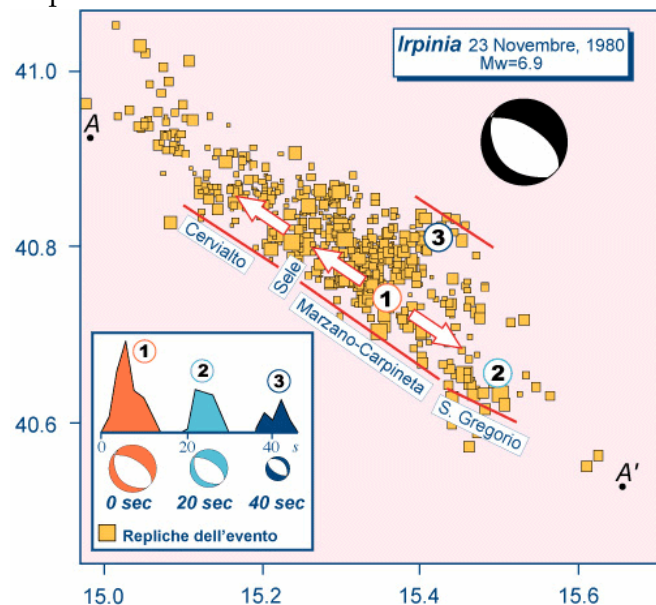 Irpinia 23 Novembre, 1980
Mw=6.9
41.0
A
40.8
3
Cervialto
Sele
1
Marzano-Carpineta
2
S. Gregorio
40.6
A'
1
2
3
0 20 40 s
0 sec 20 sec 40 sec
Repliche dell'evento
15.0 15.2 15.4 15.6